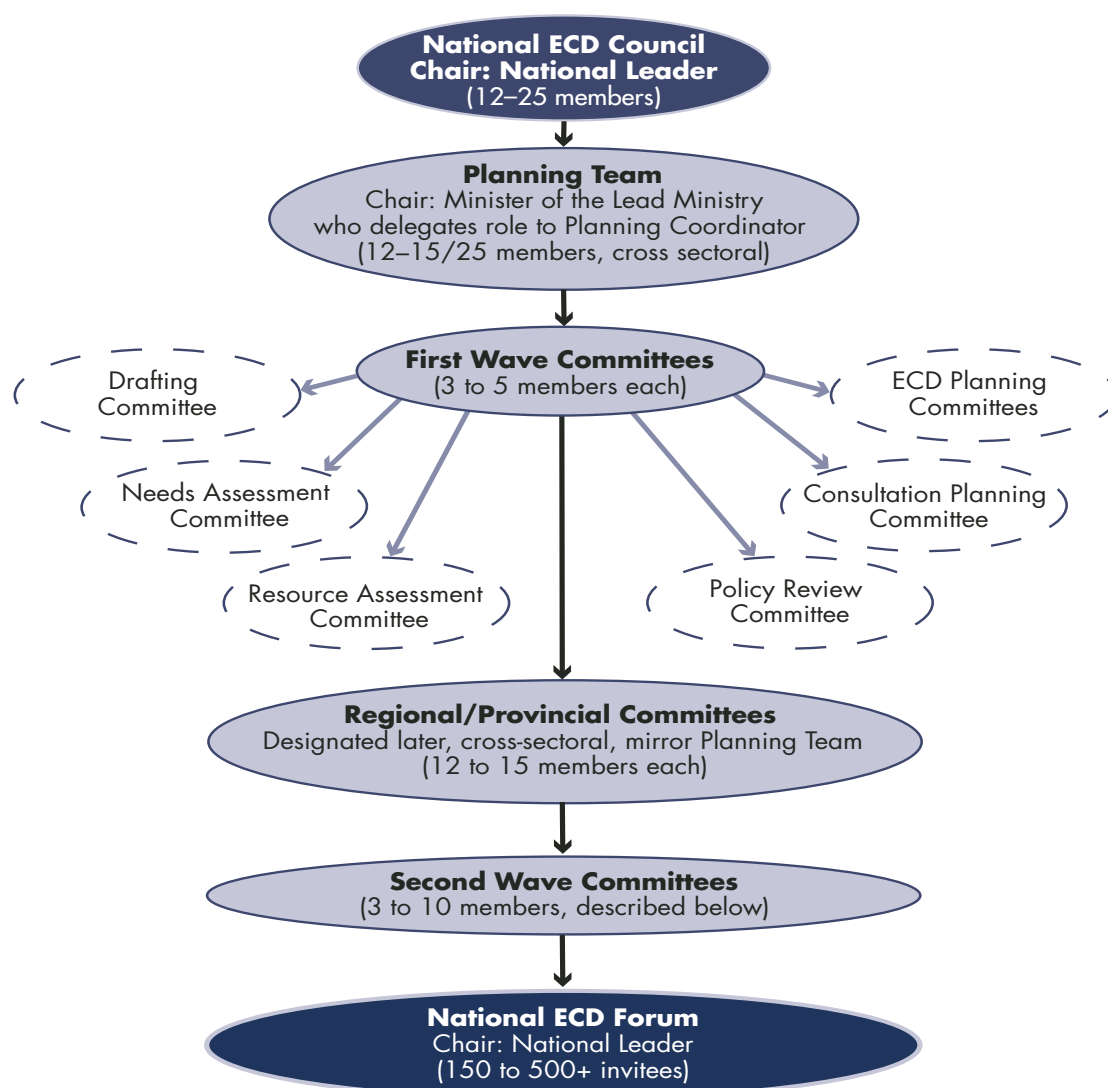 National ECD Council
Chair: National Leader
(12–25 members)
Planning Team
Chair: Minister of the Lead Ministry
who delegates role to Planning Coordinator
(12–15/25 members, cross sectoral)
First Wave Committees
(3 to 5 members each)
Drafting
Committee
ECD Planning
Committees
Needs Assessment
Committee
Consultation Planning
Committee
Resource Assessment
Committee
Policy Review
Committee
Regional/Provincial Committees
Designated later, cross-sectoral, mirror Planning Team
(12 to 15 members each)
Second Wave Committees
(3 to 10 members, described below)
National ECD Forum
Chair: National Leader
(150 to 500+ invitees)